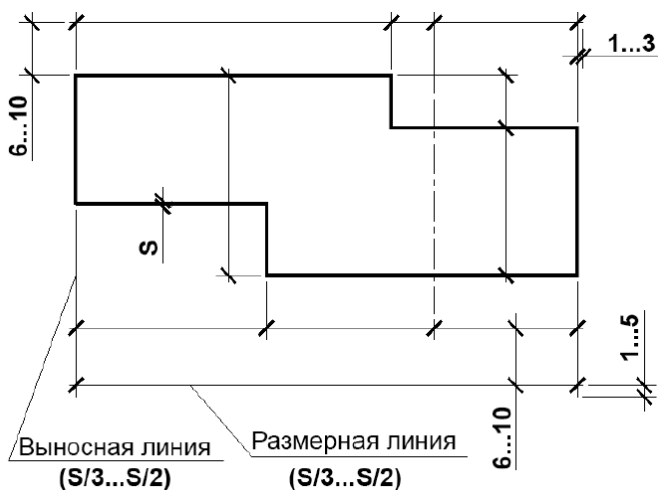 1...3
6...10
S
1...5
6...10
Выносная линия
(S/3...S/2)
Размерная линия
(S/3...S/2)